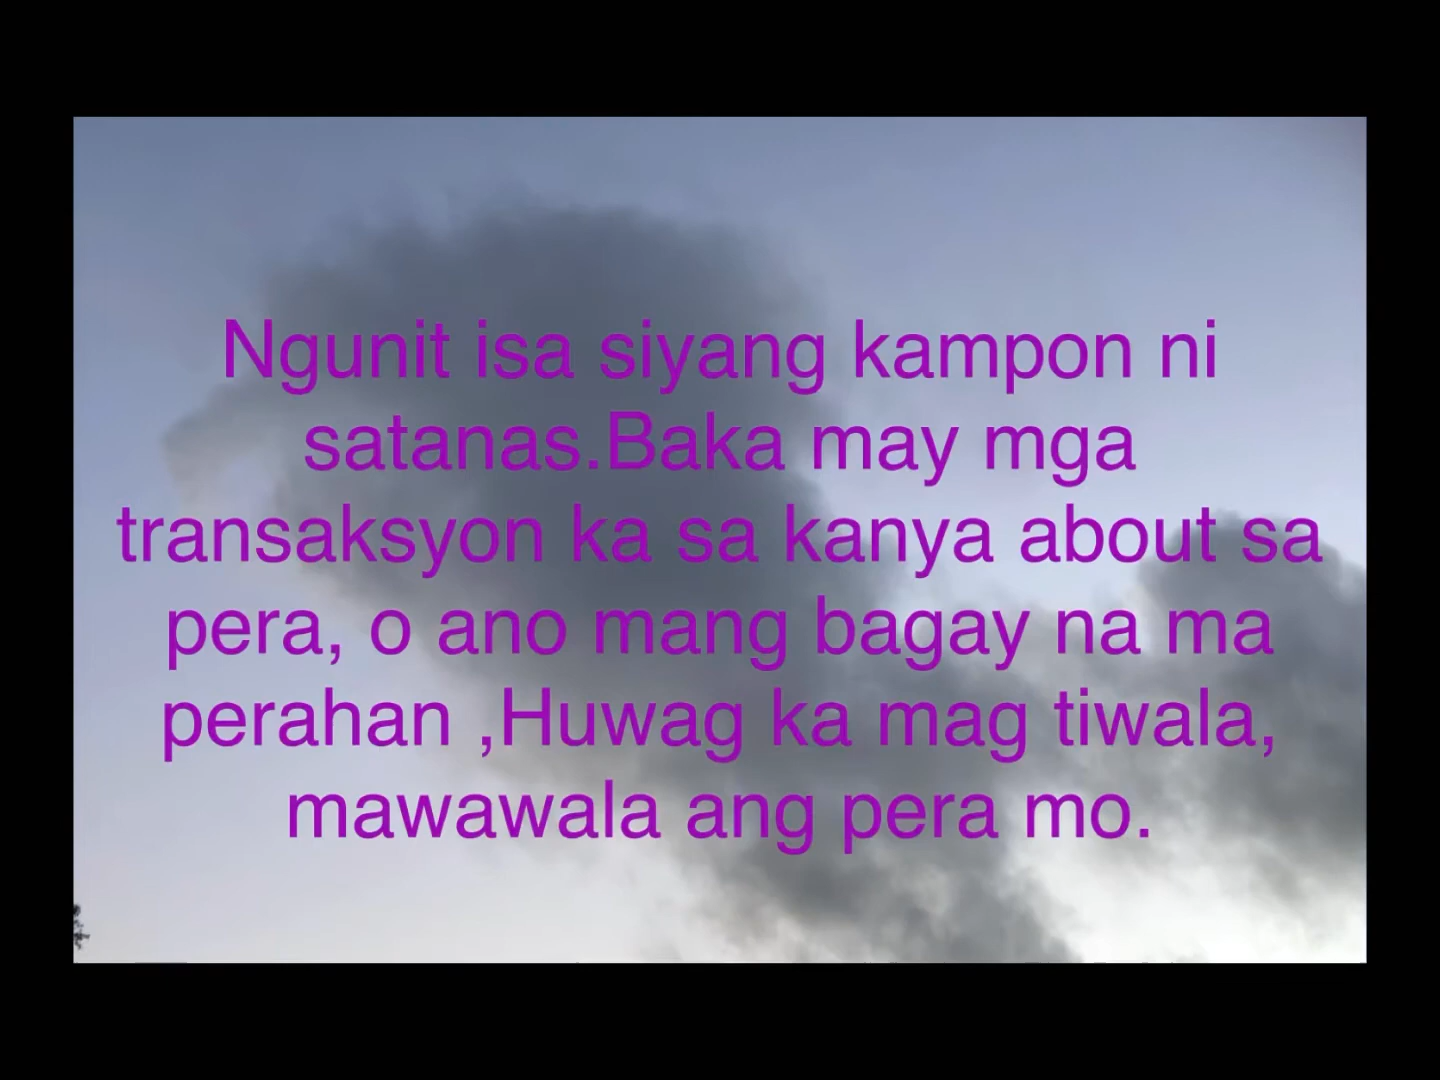 Ngunit isa siyang kampon ni
satanas.Baka may mga
transaksyon ka sa kanya about sa
pera, o ano mang bagay na ma
perahan ,Huwag ka mag tiwala,
mawawala ang pera mo.